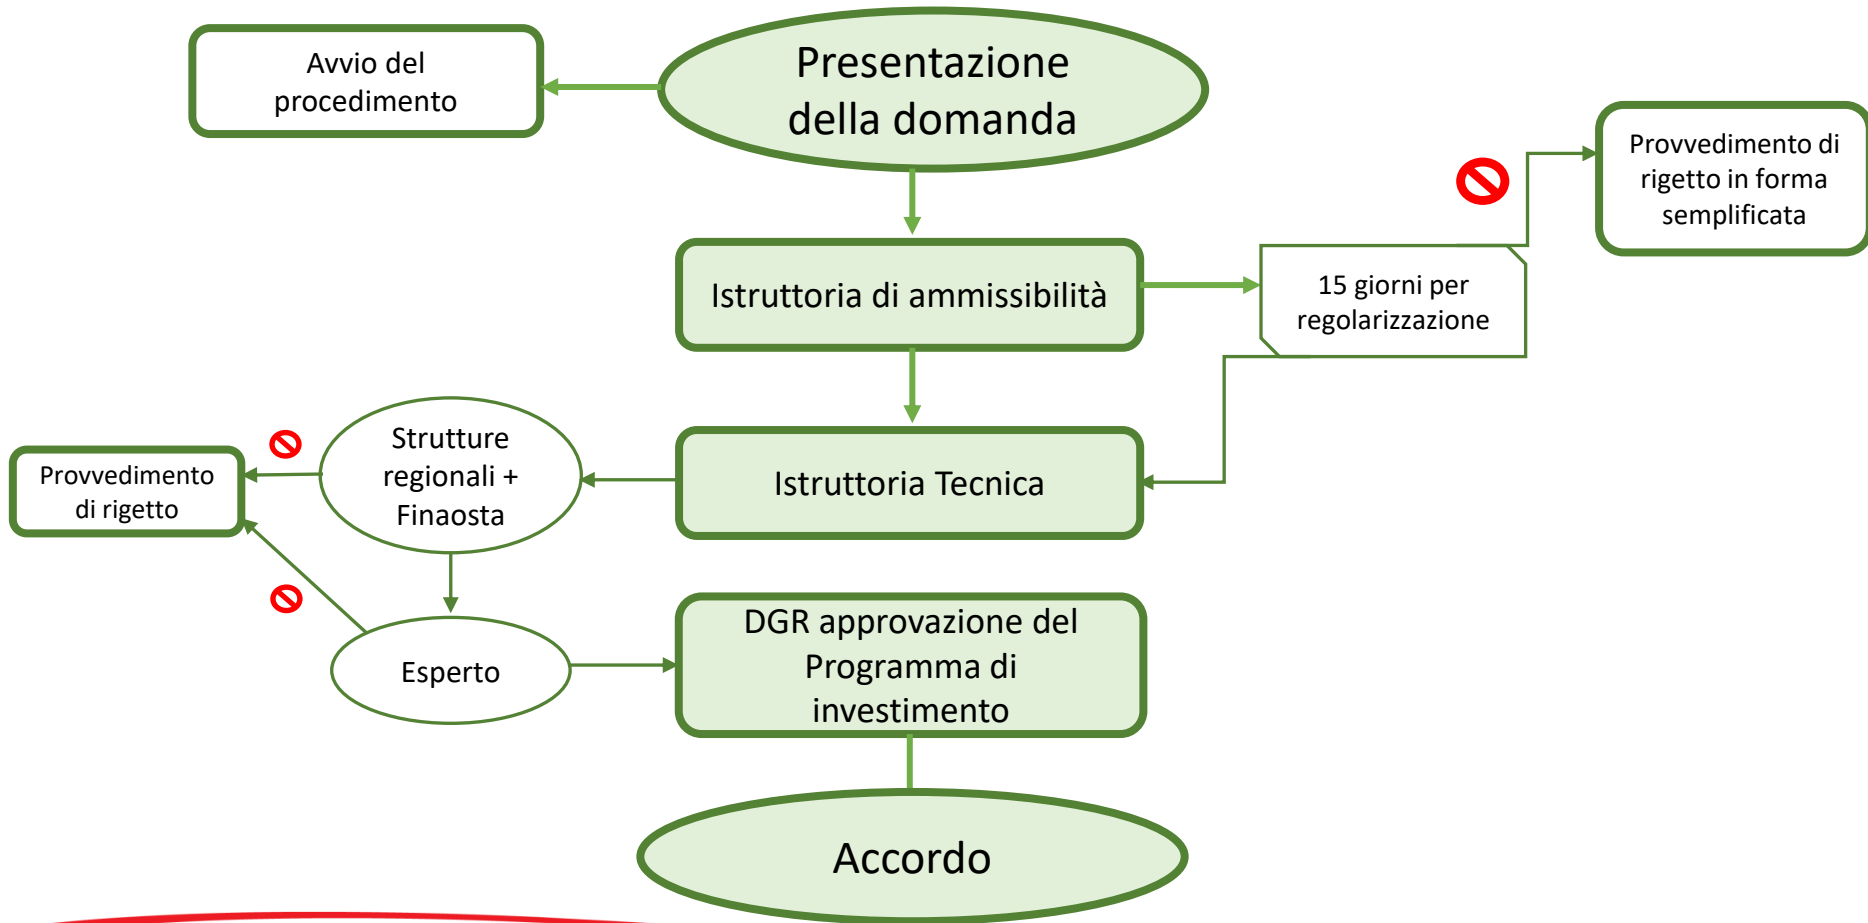 Avvio del
procedimento
Presentazione
della domanda
Provvedimento di
rigetto in forma
semplificata
Istruttoria di ammissibilità
15 giorni per
regolarizzazione
Strutture
regionali +
Finaosta
Provvedimento
di rigetto
Istruttoria Tecnica
Esperto
DGR approvazione del
Programma di
investimento
Accordo